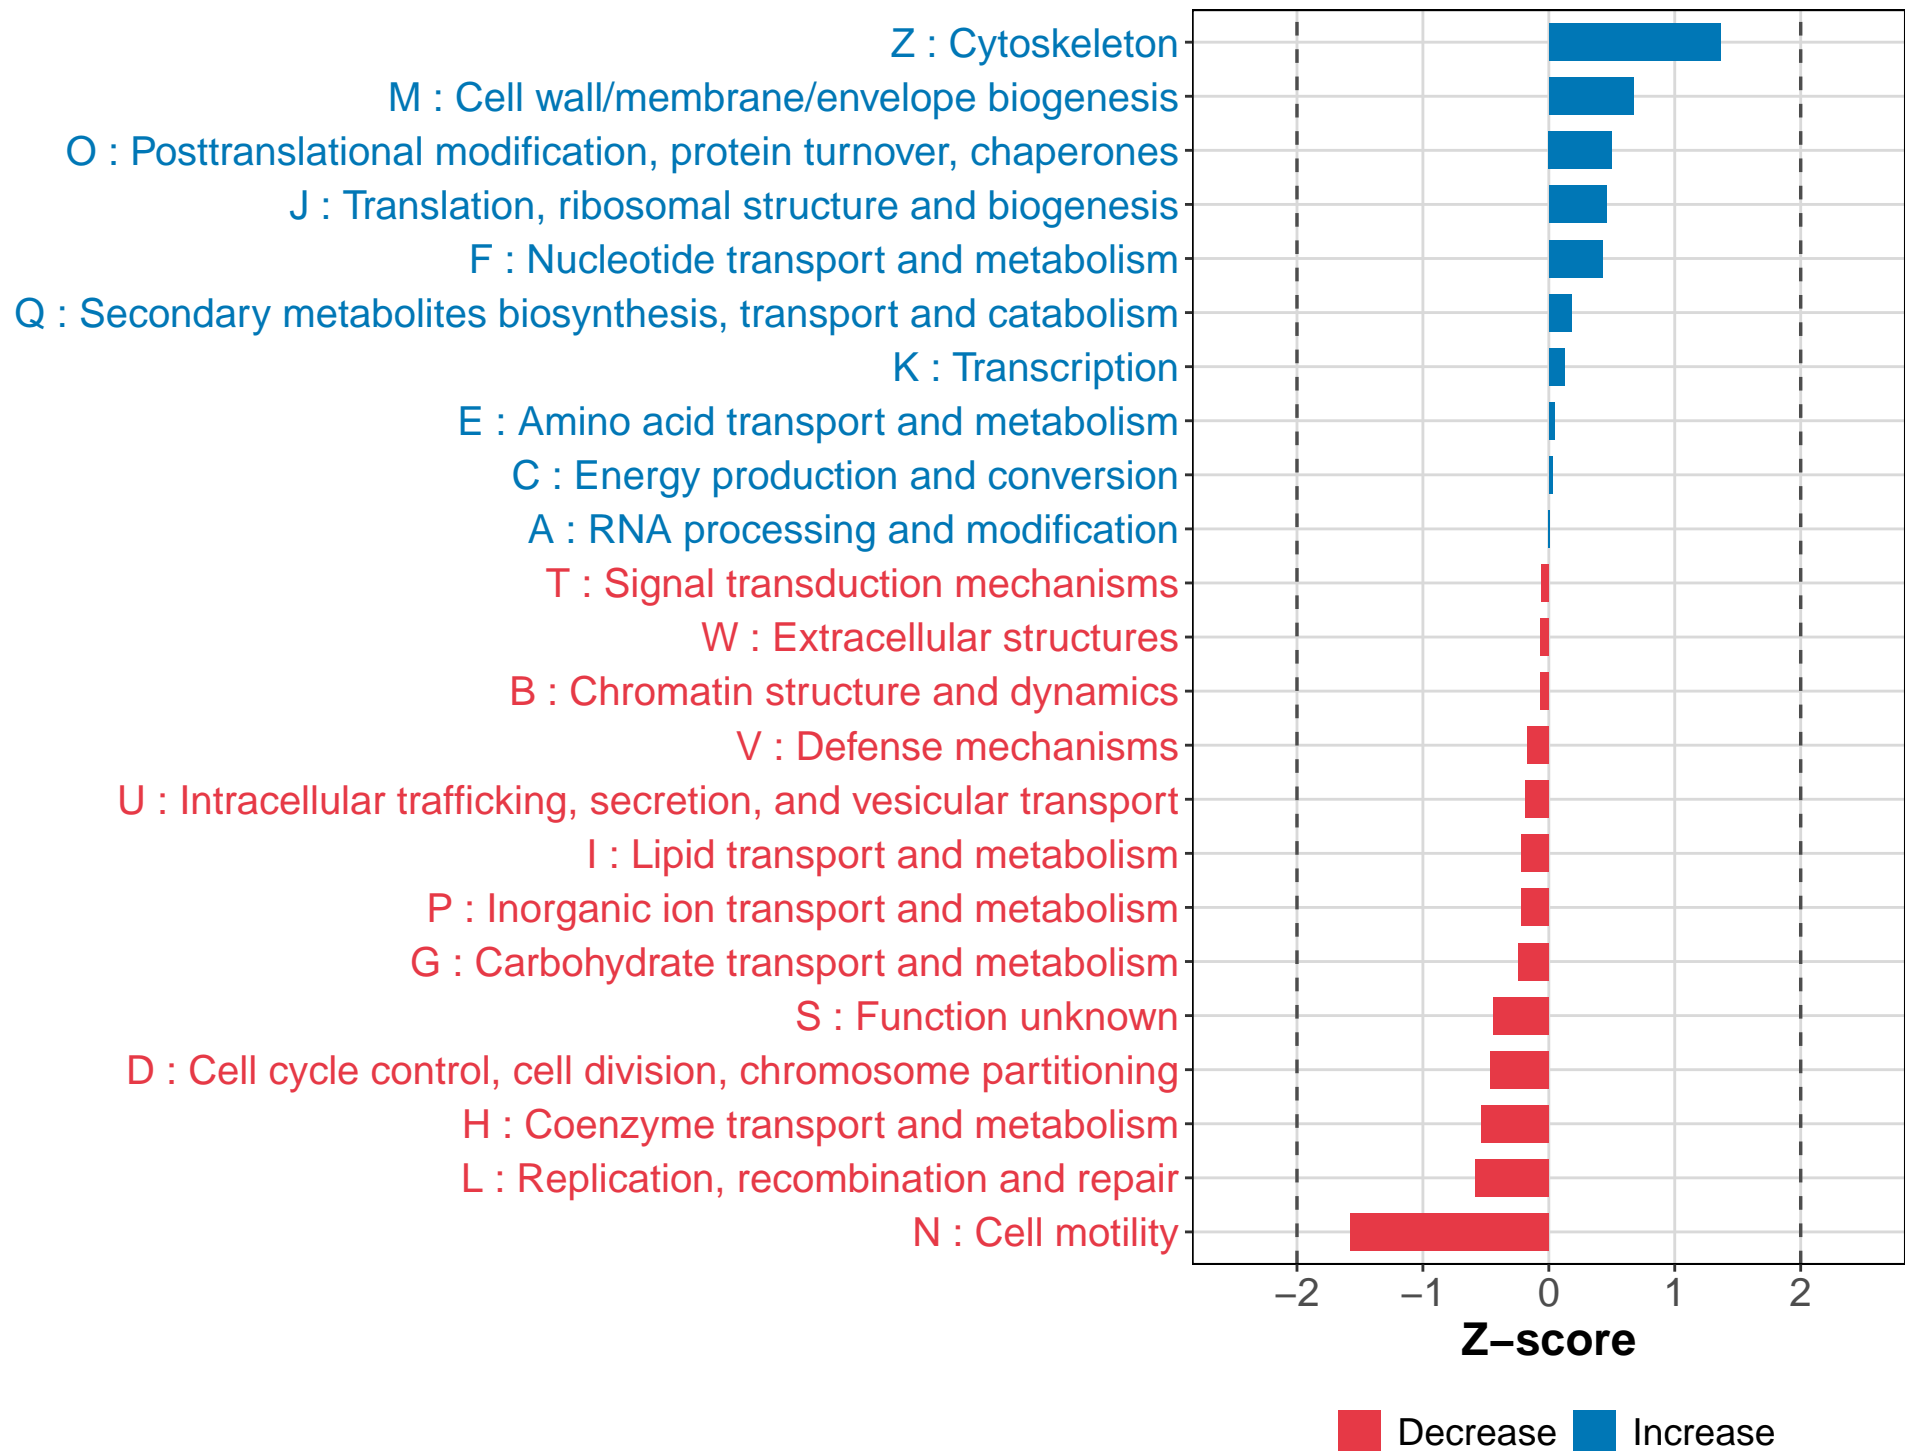 Z : Cytoskeleton
M : Cell wall/membrane/envelope biogenesis
O : Posttranslational modification, protein turnover, chaperones
J : Translation, ribosomal structure and biogenesis
F : Nucleotide transport and metabolism
Q : Secondary metabolites biosynthesis, transport and catabolism
K : Transcription
E : Amino acid transport and metabolism
C : Energy production and conversion
A : RNA processing and modification
T : Signal transduction mechanisms
W : Extracellular structures
B : Chromatin structure and dynamics
V : Defense mechanisms
U : Intracellular trafficking, secretion, and vesicular transport
I : Lipid transport and metabolism
P : Inorganic ion transport and metabolism
G : Carbohydrate transport and metabolism
S : Function unknown
D : Cell cycle control, cell division, chromosome partitioning
H : Coenzyme transport and metabolism
L : Replication, recombination and repair
N : Cell motility
−2 −1 0 1 2
Z−score
Decrease Increase